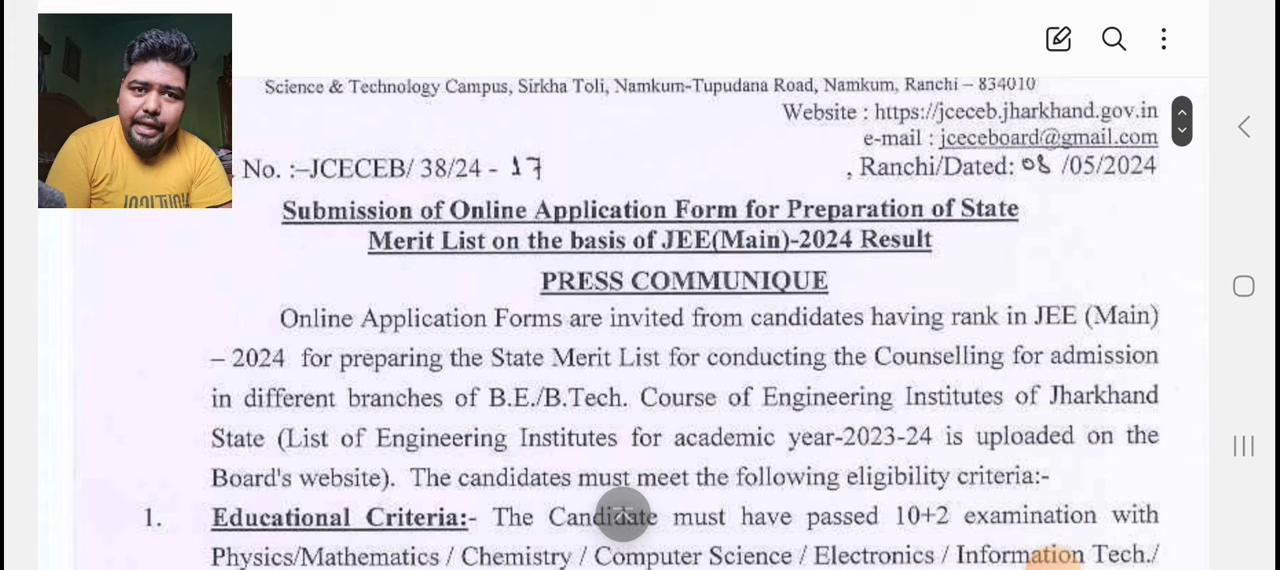 Science & Technology Campus, Sirkha Toli, Namkum-Tupudana Road, Namkum, Ranchi – 834010
Website : https://jceceb.jharkhand.gov.in
e-mail : jceceboard@gmail.com
No. :–JCECEB/ 38/24 - 17
, Ranchi/Dated: 08 /05/2024
Submission of Online Application Form for Preparation of State
Merit List on the basis of JEE(Main)-2024 Result
PRESS COMMUNIQUE
Online Application Forms are invited from candidates having rank in JEE (Main)
– 2024 for preparing the State Merit List for conducting the Counselling for admission
in different branches of B.E./B.Tech. Course of Engineering Institutes of Jharkhand
State (List of Engineering Institutes for academic year-2023-24 is uploaded on the
Board's website). The candidates must meet the following eligibility criteria:-
1. Educational Criteria:- The Candidate must have passed 10+2 examination with
Physics/Mathematics / Chemistry / Computer Science / Electronics / Information Tech./